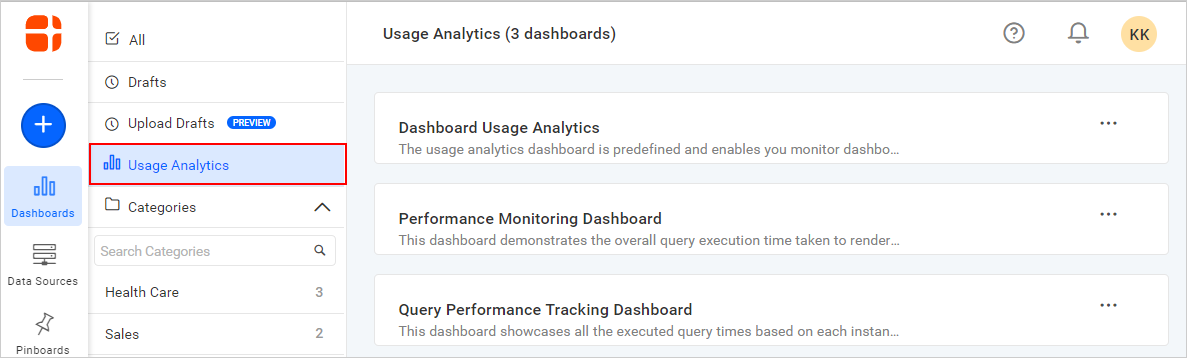 Dashboards
Data Sources
Pinboards
All
Drafts
Upload Drafts PREVIEW
Usage Analytics
Categories
Search Categories
Health Care 3
Sales 2
Usage Analytics (3 dashboards)
KK
Dashboard Usage Analytics
The usage analytics dashboard is predefined and enables you monitor dashbo...
Performance Monitoring Dashboard
This dashboard demonstrates the overall query execution time taken to render...
Query Performance Tracking Dashboard
This dashboard showcases all the executed query times based on each instan...